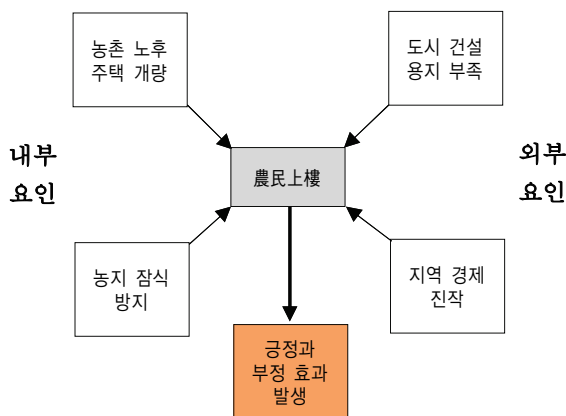 농촌 노후
주택 개량
도시 건설
용지 부족
내부
요인
農民上樓
외부
요인
농지 잠식
방지
지역 경제
진작
긍정과
부정 효과
발생